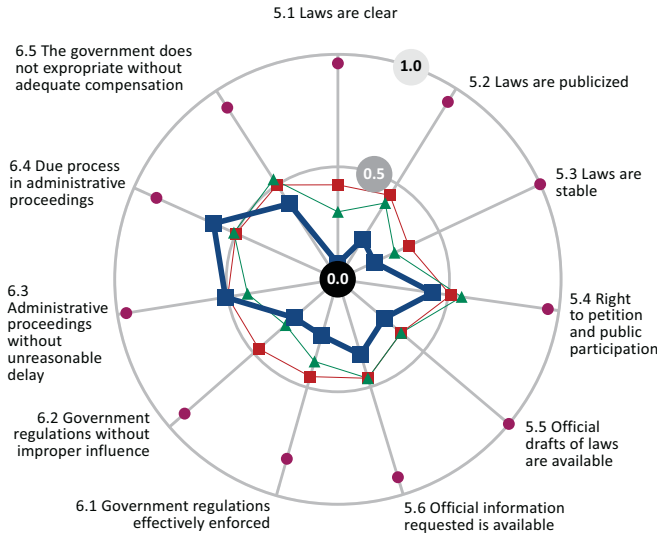 5.1 Laws are clear
1.0
5.2 Laws are publicized
5.3 Laws are
stable
0.5
0.0
5.4 Right
to petition
and public
participation
5.5 Official
drafts of laws
are available
5.6 Official information
requested is available
6.1 Government regulations
effectively enforced
6.2 Government
regulations without
improper influence
6.3
Administrative
proceedings
without
unreasonable
delay
6.4 Due process
in administrative
proceedings
6.5 The government does
not expropriate without
adequate compensation